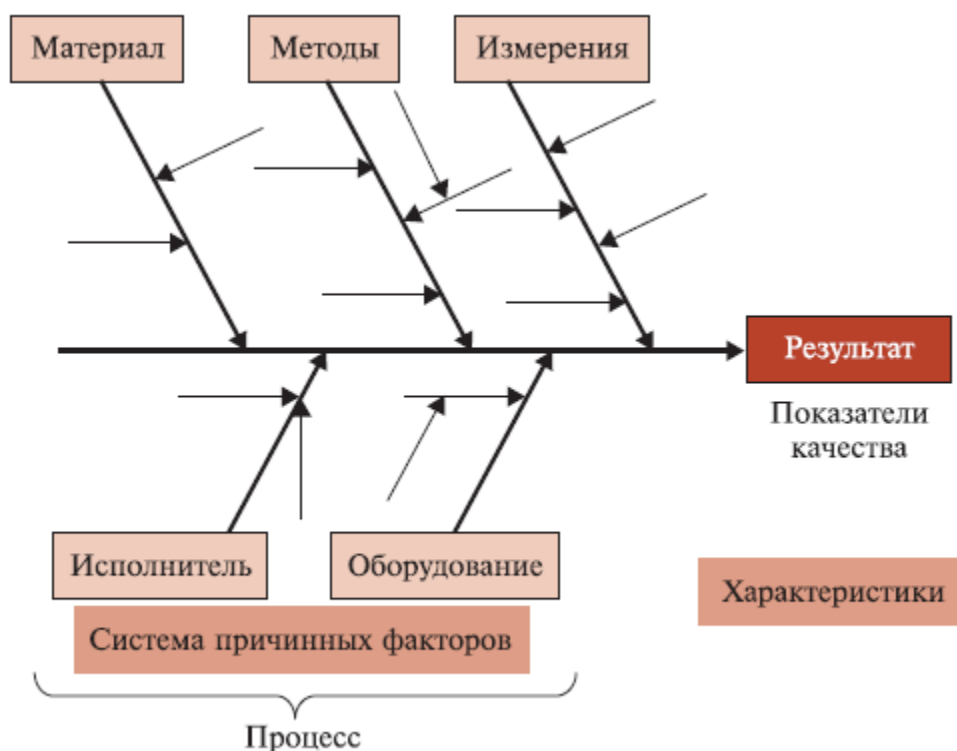 Материал
Методы
Измерения
Результат
Показатели
качества
Исполнитель
Оборудование
Характеристики
Система причинных факторов
Процесс